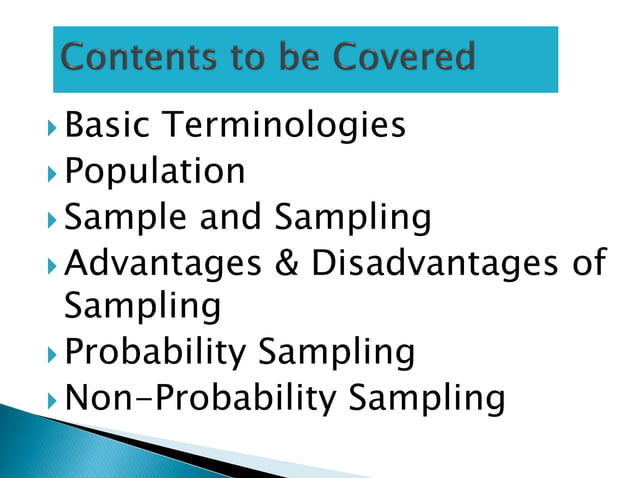 Contents to be Covered
Basic Terminologies
Population
Sample and Sampling
Advantages & Disadvantages of
Sampling
Probability Sampling
Non-Probability Sampling